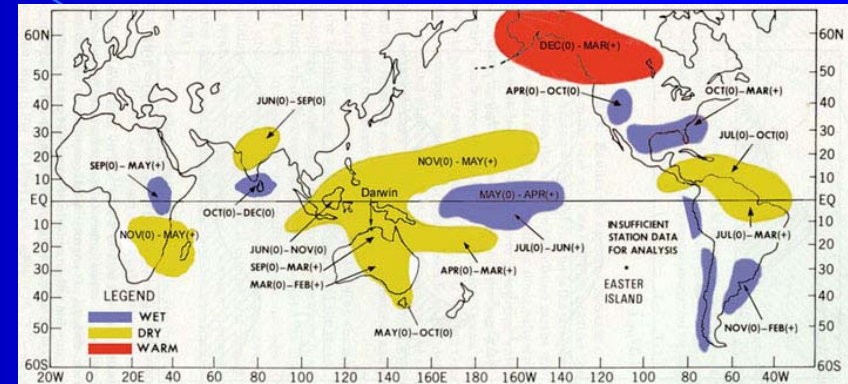 60N
50
40
30
20
10
EQ
10
20
30
40
50
60S
60N
50
40
30
20
10
EQ
10
20
30
40
50
60S
DEC(0) - MAR(+)
APR(0)-OCT(0)
OCT(0)-MAR(+)
JUN(0)-SEP(0)
JUL(0)-OCT(0)
SEP(0)-MAY(+)
NOV(0) - MAY(+)
Darwin
MAY(0) - APR(+)
OCT(0)-DEC(0)
NOV(0)-MAY(+)
JUN(0)-NOV(0)
SEP(0)-MAR(+)
MAR(0)-FEB(+)
JUL(0)-JUN(+)
APR(0)-MAR(+)
INSUFFICIENT
STATION DATA
FOR ANALYSIS
EASTER
ISLAND
JUL(0)-MAR(+)
NOV(0)-FEB(+)
MAY(0)-OCT(0)
LEGEND
WET
DRY
WARM
20W 0 20 40 60 80 100 120 140 160E 180 160W 140 120 100 80 60 40W